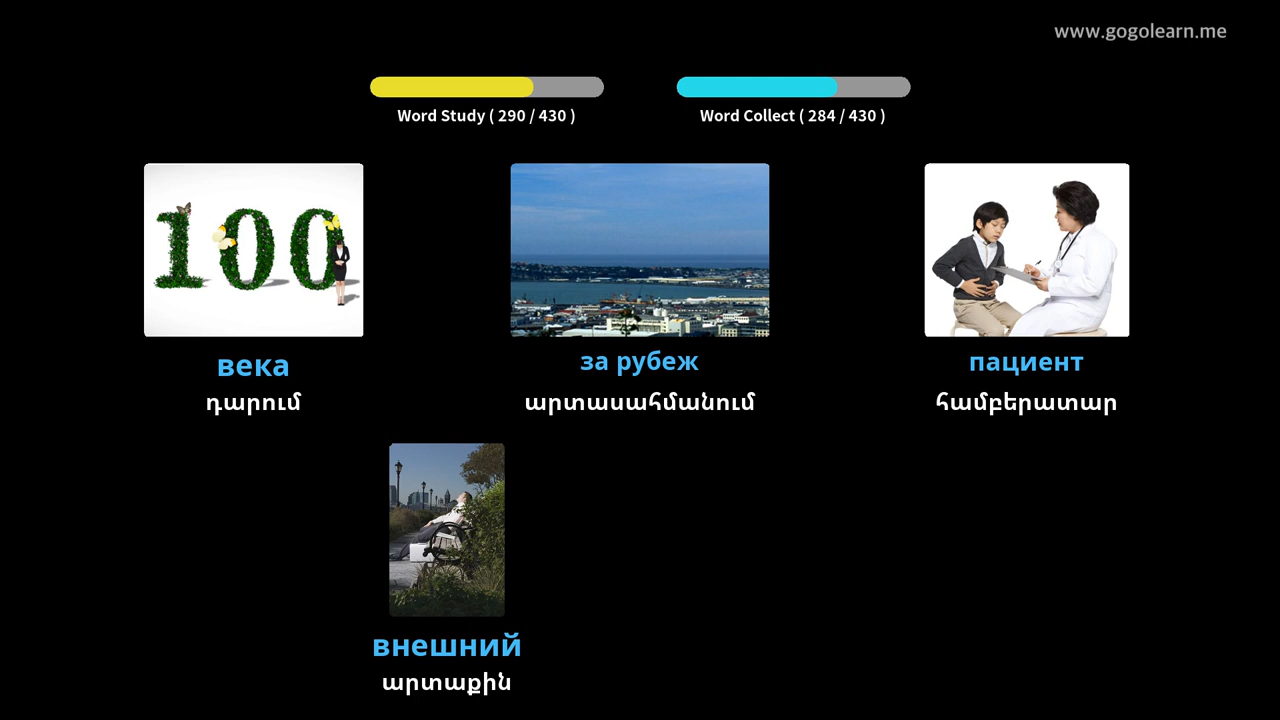 www.gogolearn.me
Word Study ( 290 / 430 )
Word Collect ( 284 / 430 )
100
века
դարում
за рубеж
արտասահմանում
пациент
համբերատար
внешний
արտաքին